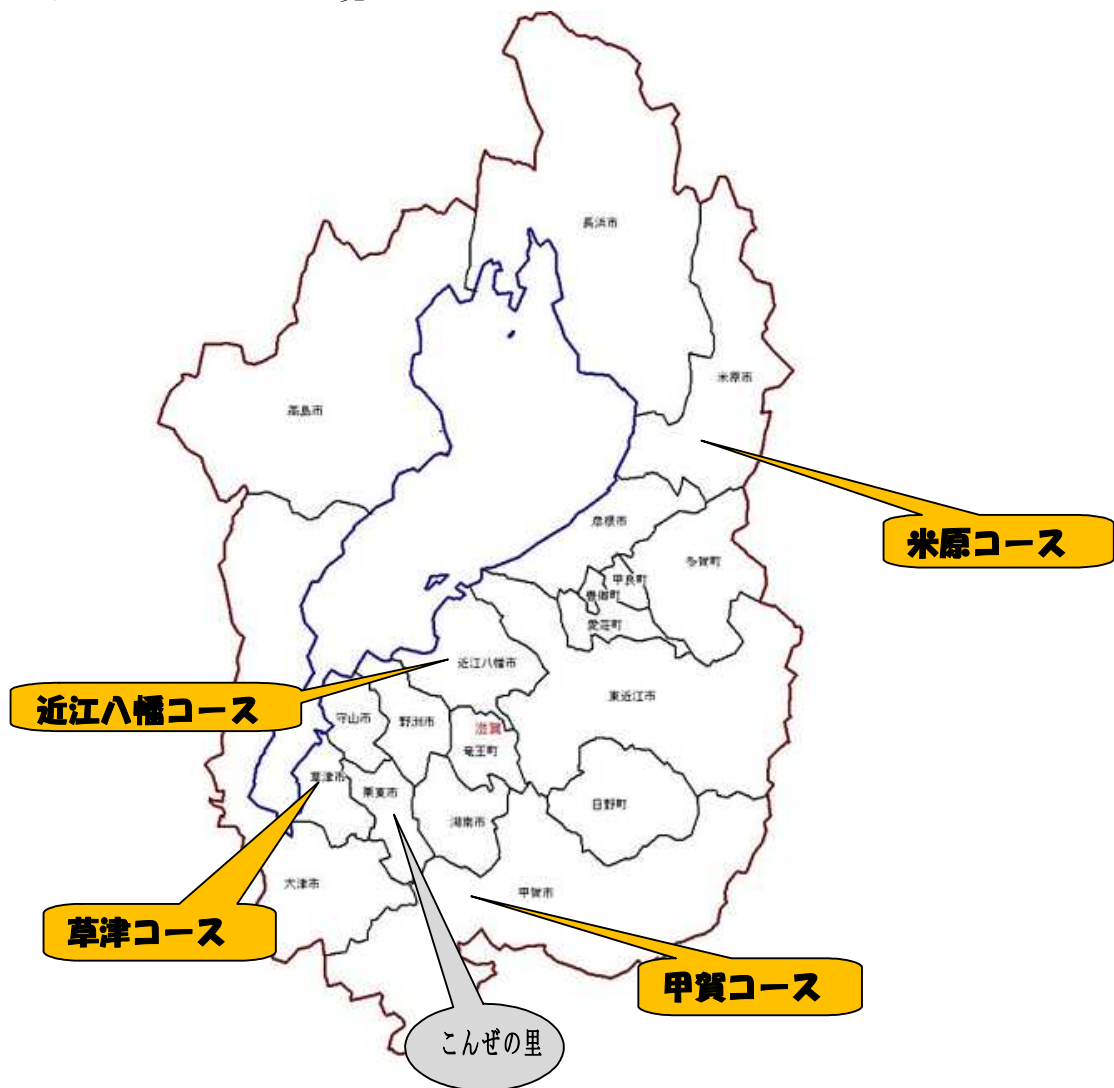 長浜市
米原市
高島市
米原コース
彦根市
多賀町
甲良町
豊郷町
愛荘町
近江八幡市
東近江市
近江八幡コース
守山市
野洲市
滋賀
竜王町
草津市
栗東市
湖南市
日野町
大津市
甲賀市
草津コース
甲賀コース
こんぜの里